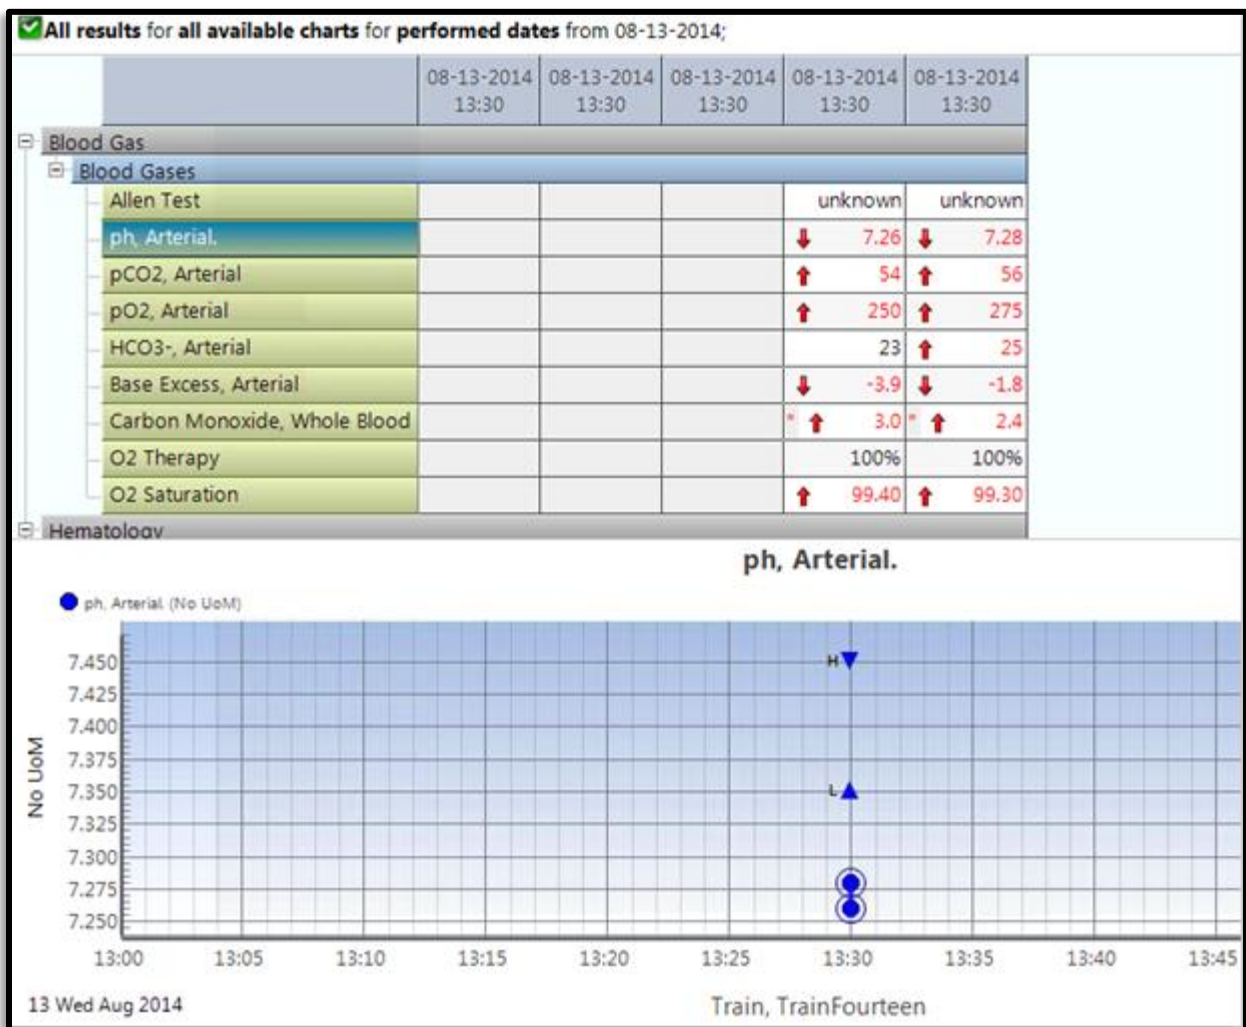 All results for all available charts for performed dates from 08-13-2014;
08-13-2014 08-13-2014 08-13-2014 08-13-2014 08-13-2014
13:30 13:30 13:30 13:30 13:30
Blood Gas
Blood Gases
Allen Test unknown unknown
ph, Arterial. 7.26 7.28
pCO2, Arterial 54 56
pO2, Arterial 250 275
HCO3-, Arterial 23 25
Base Excess, Arterial -3.9 -1.8
Carbon Monoxide, Whole Blood * 3.0 * 2.4
O2 Therapy 100% 100%
O2 Saturation 99.40 99.30
Hematology
ph, Arterial.
ph, Arterial. (No UoM)
No UoM
7.450 H
7.425
7.400
7.375
7.350 L
7.325
7.300
7.275
7.250
13:00 13:05 13:10 13:15 13:20 13:25 13:30 13:35 13:40 13:45
13 Wed Aug 2014 Train, TrainFourteen